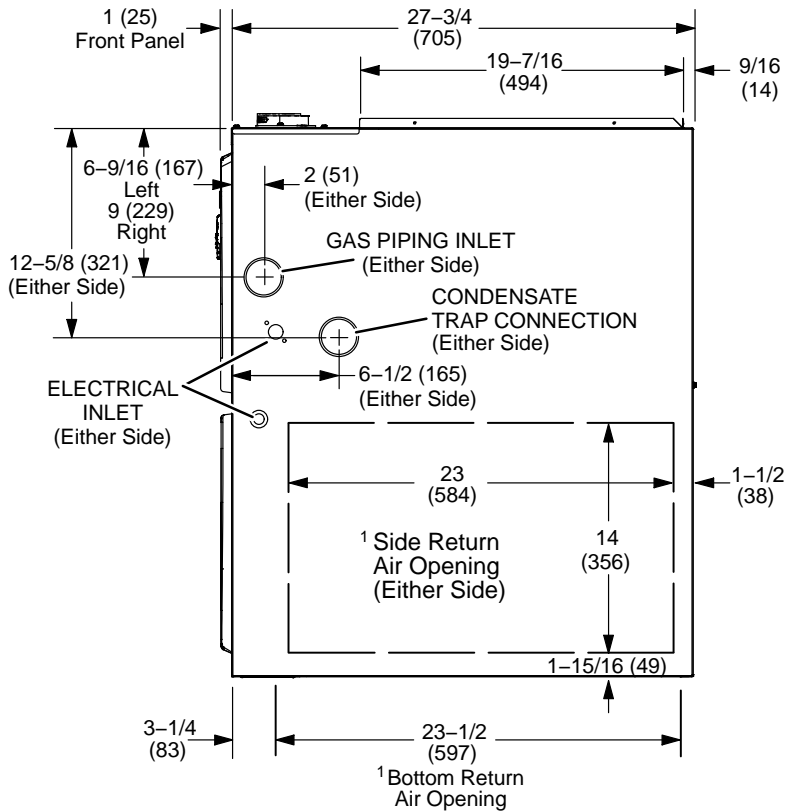 1 (25)
Front Panel
27–3/4
(705)
19–7/16
(494)
9/16
(14)
6–9/16 (167)
Left
9 (229)
Right
2 (51)
(Either Side)
12–5/8 (321)
(Either Side)
GAS PIPING INLET
(Either Side)
CONDENSATE
TRAP CONNECTION
(Either Side)
6–1/2 (165)
(Either Side)
ELECTRICAL
INLET
(Either Side)
23
(584)
1–1/2
(38)
1 Side Return
Air Opening
(Either Side)
14
(356)
1–15/16 (49)
3–1/4
(83)
23–1/2
(597)
1 Bottom Return
Air Opening